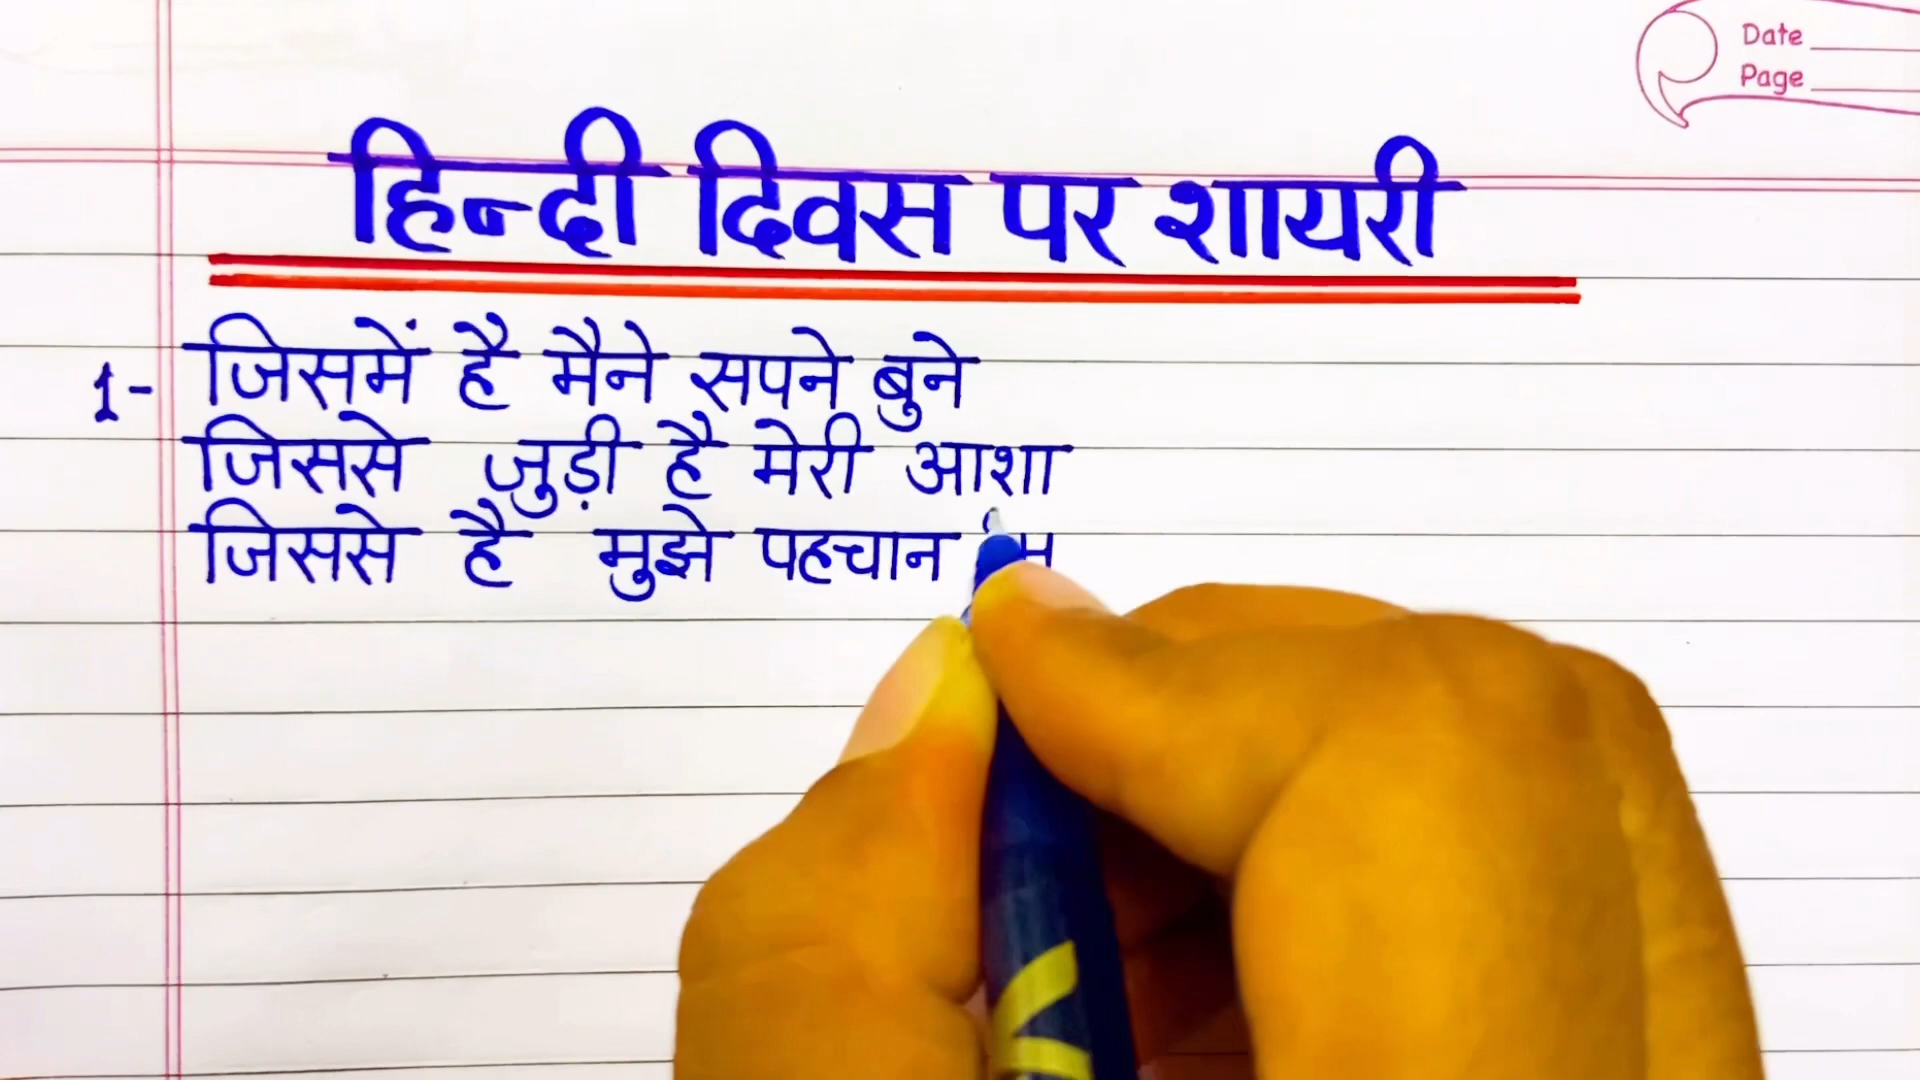 Date
Page
हिन्दी दिवस पर शायरी
1- जिसमें है मैने सपने बुने
जिससे जुड़ी है मेरी आशा
जिससे है मुझे पहचान